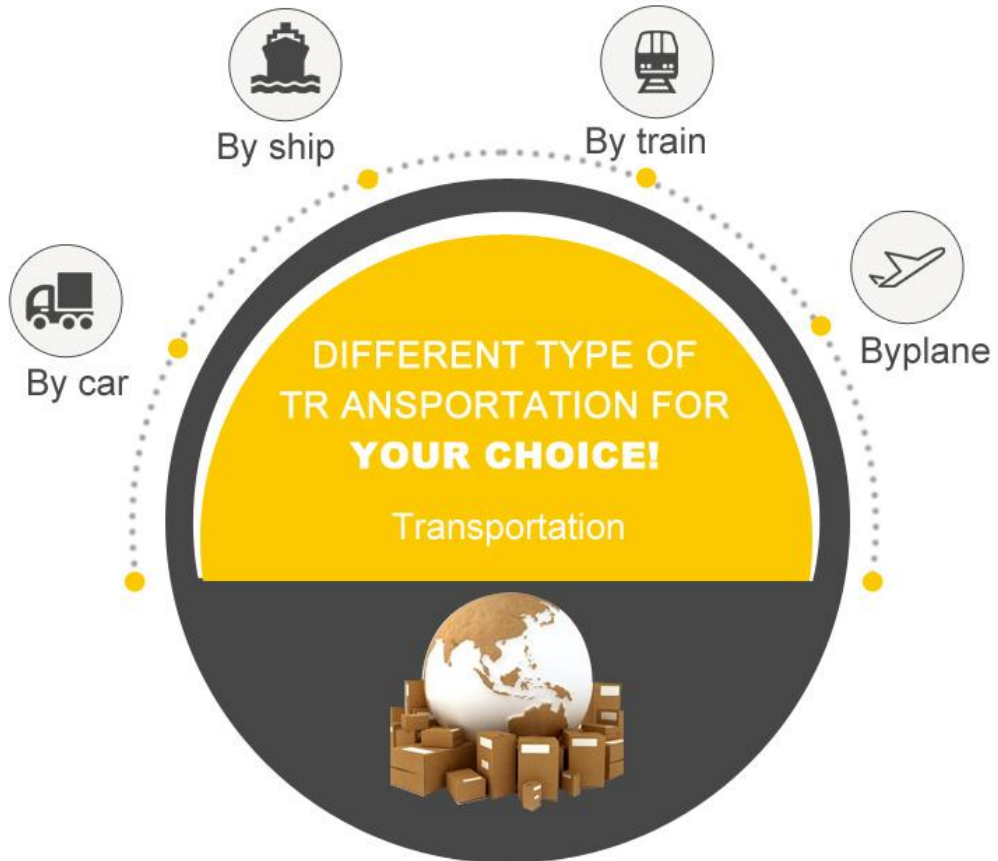 By ship
By train
By car
Byplane
DIFFERENT TYPE OF
TR ANSPORTATION FOR
YOUR CHOICE!
Transportation